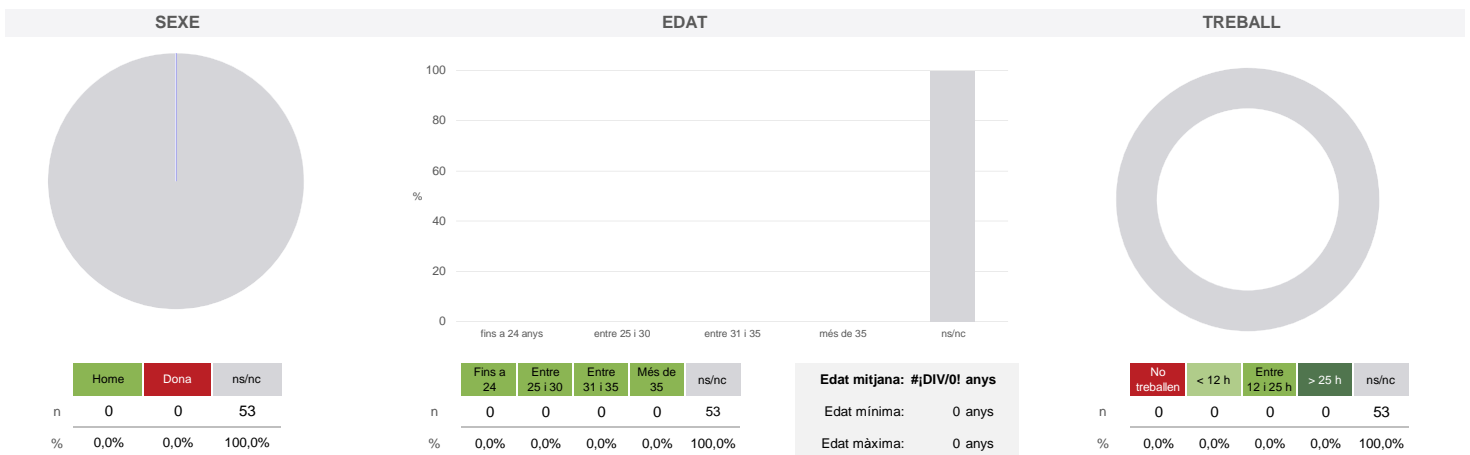 SEXE
EDAT
TREBALL
100
80
60
%
40
20
0
fins a 24 anys
entre 25 i 30
entre 31 i 35
més de 35
ns/nc
Home Dona ns/nc
n 0 0 53
% 0,0% 0,0% 100,0%
Fins a 24 Entre 25 i 30 Entre 31 i 35 Més de 35 ns/nc
n 0 0 0 0 53
% 0,0% 0,0% 0,0% 0,0% 100,0%
Edat mitjana: #¡DIV/0! anys
Edat mínima: 0 anys
Edat màxima: 0 anys
No treballen < 12 h Entre 12 i 25 h > 25 h ns/nc
n 0 0 0 0 53
% 0,0% 0,0% 0,0% 0,0% 100,0%